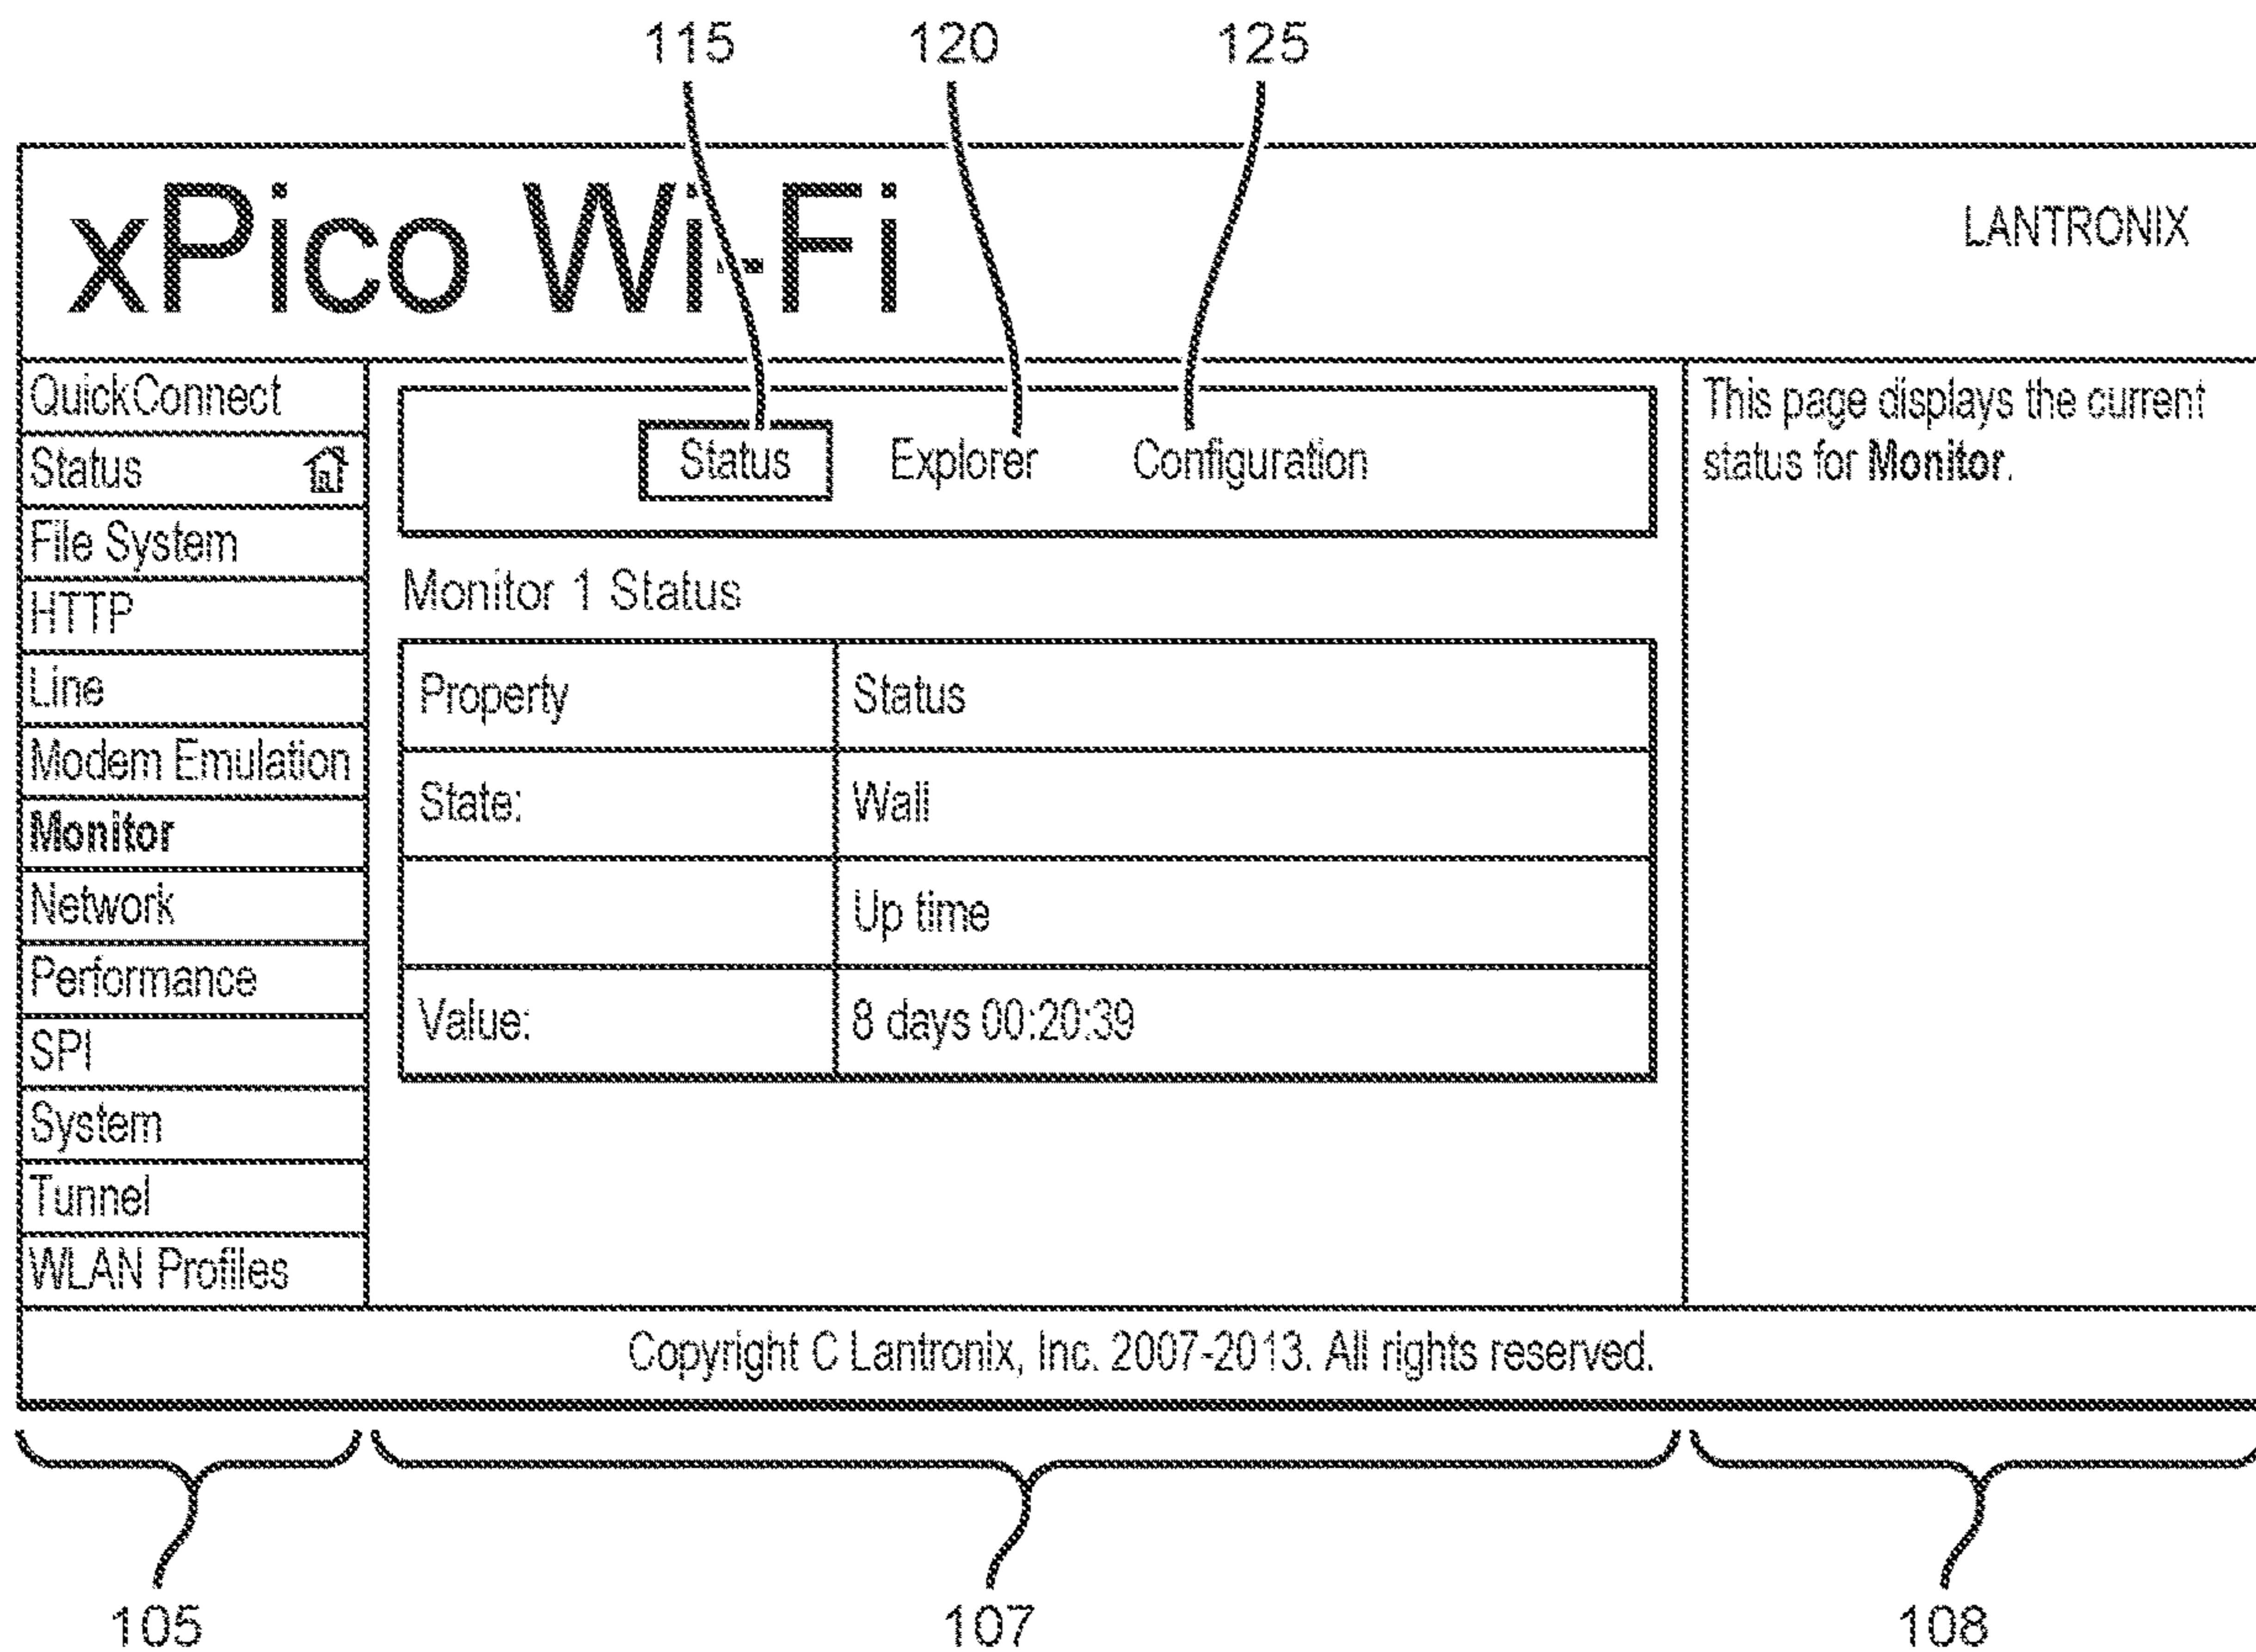 115 120 125
xPico Wi-Fi
LANTRONIX
QuickConnect
Status
File System
HTTP
Line
Modem Emulation
Monitor
Network
Performance
SPI
System
Tunnel
WLAN Profiles
Status Explorer Configuration
Monitor 1 Status
Property Status
State: Wall
Up time
Value: 8 days 00:20:39
This page displays the current
status for Monitor.
Copyright C Lantronix, Inc. 2007-2013. All rights reserved.
105 107 108